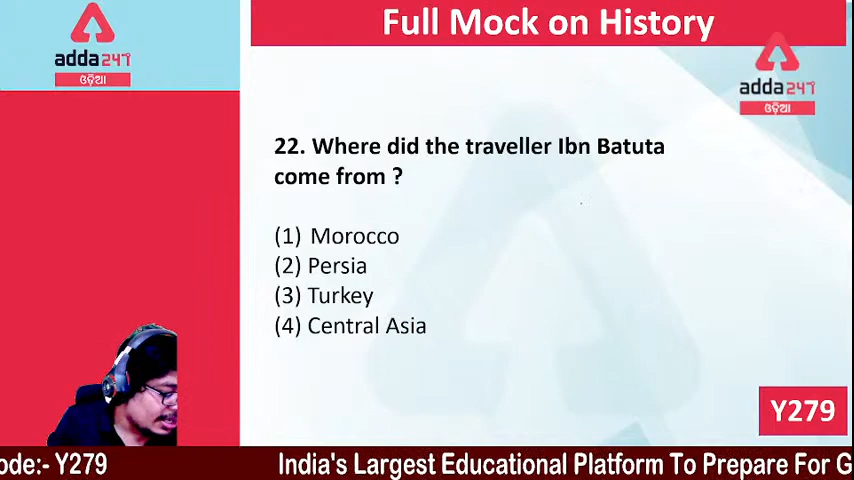 adda247
ଓଡ଼ିଆ
Full Mock on History
adda247
ଓଡ଼ିଆ
22. Where did the traveller Ibn Batuta
come from ?
(1) Morocco
(2) Persia
(3) Turkey
(4) Central Asia
Y279
ode:- Y279 India's Largest Educational Platform To Prepare For G